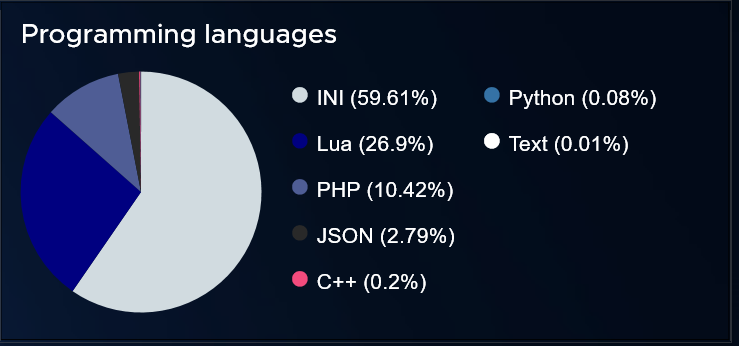 Programming languages
INI (59.61%)
Lua (26.9%)
PHP (10.42%)
JSON (2.79%)
C++ (0.2%)
Python (0.08%)
Text (0.01%)